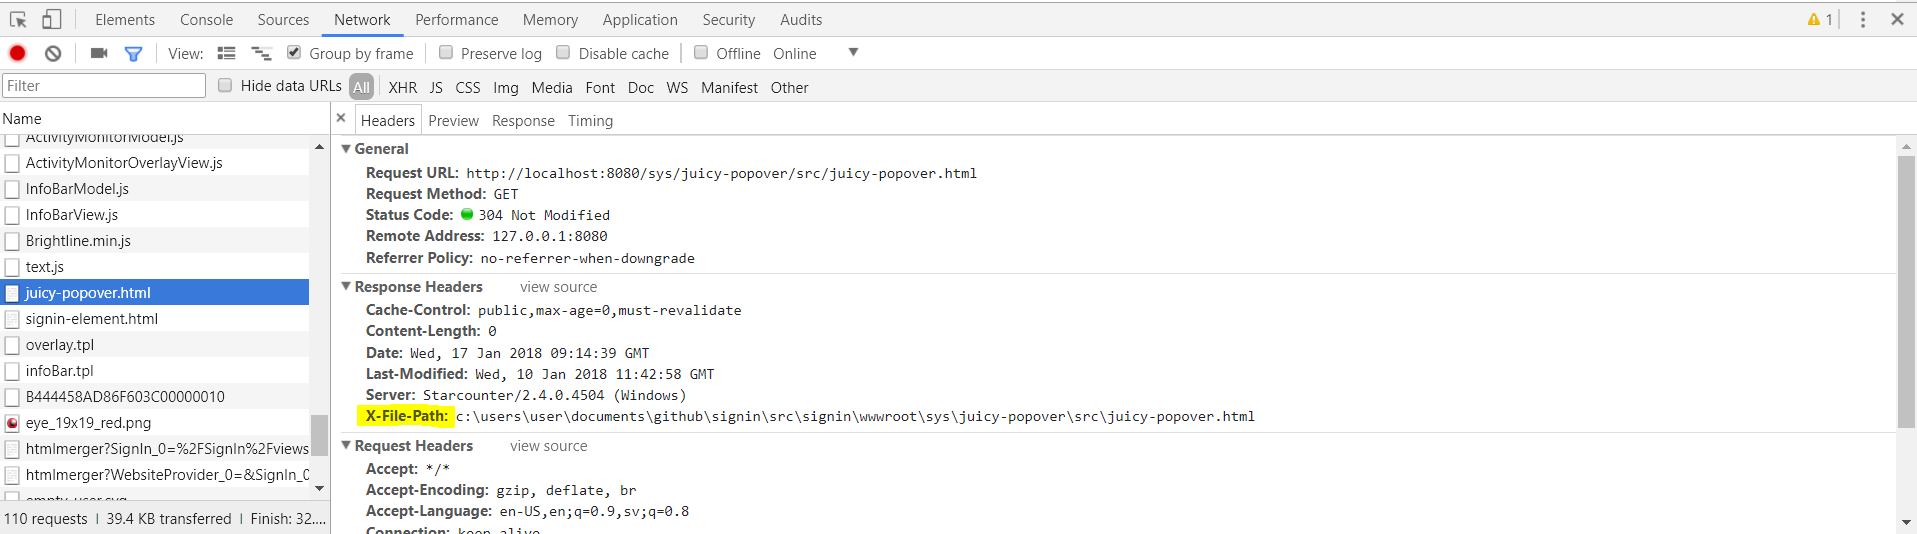 Elements Console Sources Network Performance Memory Application Security Audits 1
View: Group by frame Preserve log Disable cache Offline Online
Filter Hide data URLs All XHR JS CSS Img Media Font Doc WS Manifest Other
Name
ActivityMonitorModel.js
ActivityMonitorOverlayView.js
InfoBarModel.js
InfoBarView.js
Brightline.min.js
text.js
juicy-popover.html
signin-element.html
overlay.tpl
infoBar.tpl
B444458AD86F603C00000010
eye_19x19_red.png
htmlmerger?SignIn_0=%2FSignIn%2Fviews
htmlmerger?WebsiteProvider_0=&SignIn_0
empty-user.svg
110 requests 39.4 KB transferred Finish: 32....
Headers Preview Response Timing
General
Request URL: http://localhost:8080/sys/juicy-popover/src/juicy-popover.html
Request Method: GET
Status Code: 304 Not Modified
Remote Address: 127.0.0.1:8080
Referrer Policy: no-referrer-when-downgrade
Response Headers view source
Cache-Control: public,max-age=0,must-revalidate
Content-Length: 0
Date: Wed, 17 Jan 2018 09:14:39 GMT
Last-Modified: Wed, 10 Jan 2018 11:42:58 GMT
Server: Starcounter/2.4.0.4504 (Windows)
X-File-Path: c:\users\user\documents\github\signin\src\signin\wwwroot\sys\juicy-popover\src\juicy-popover.html
Request Headers view source
Accept: */*
Accept-Encoding: gzip, deflate, br
Accept-Language: en-US,en;q=0.9,sv;q=0.8
Connection: keep-alive